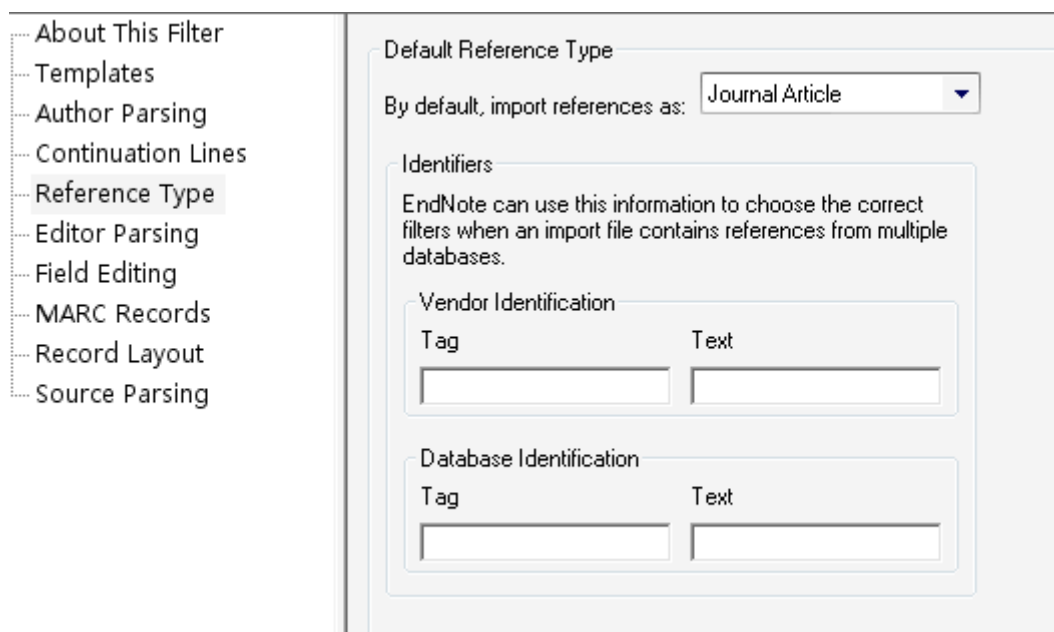 About This Filter
Templates
Author Parsing
Continuation Lines
Reference Type
Editor Parsing
Field Editing
MARC Records
Record Layout
Source Parsing
Default Reference Type
By default, import references as: Journal Article
Identifiers
EndNote can use this information to choose the correct
filters when an import file contains references from multiple
databases.
Vendor Identification
Tag Text
Database Identification
Tag Text